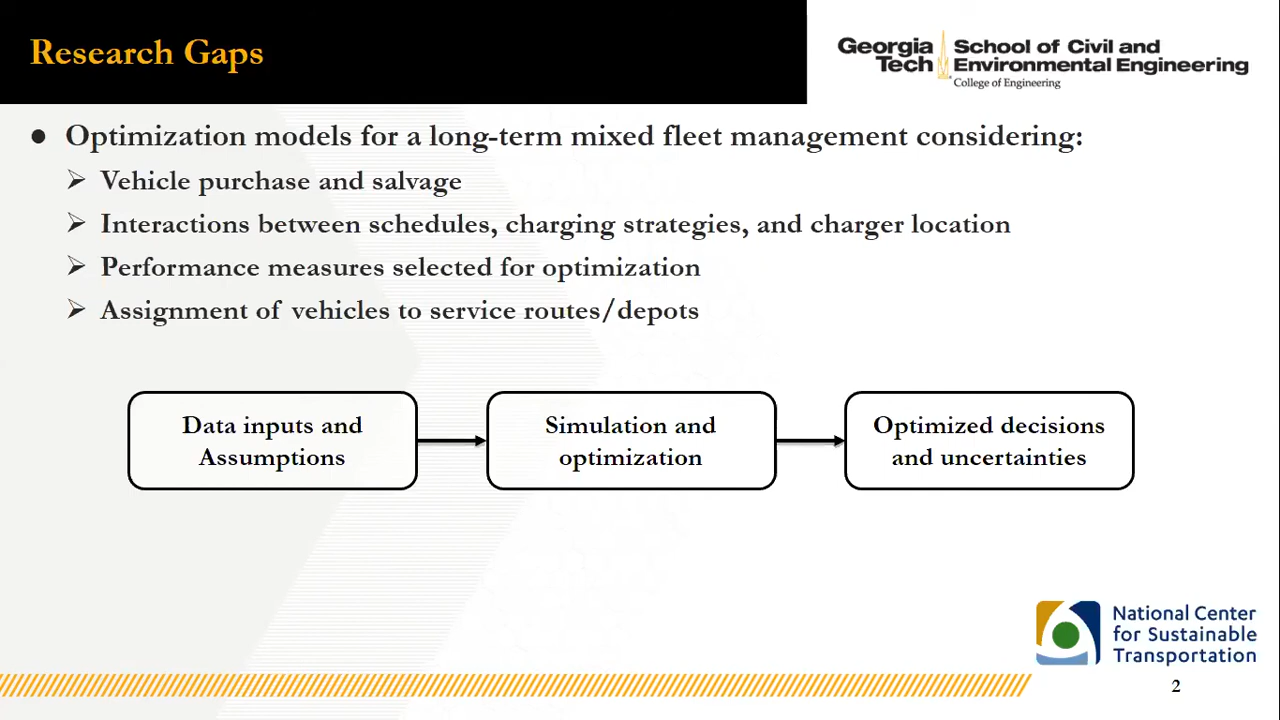 Research Gaps
Georgia Tech
School of Civil and
Environmental Engineering
College of Engineering
● Optimization models for a long-term mixed fleet management considering:
➢ Vehicle purchase and salvage
➢ Interactions between schedules, charging strategies, and charger location
➢ Performance measures selected for optimization
➢ Assignment of vehicles to service routes/depots
Data inputs and
Assumptions
Simulation and
optimization
Optimized decisions
and uncertainties
National Center
for Sustainable
Transportation
2